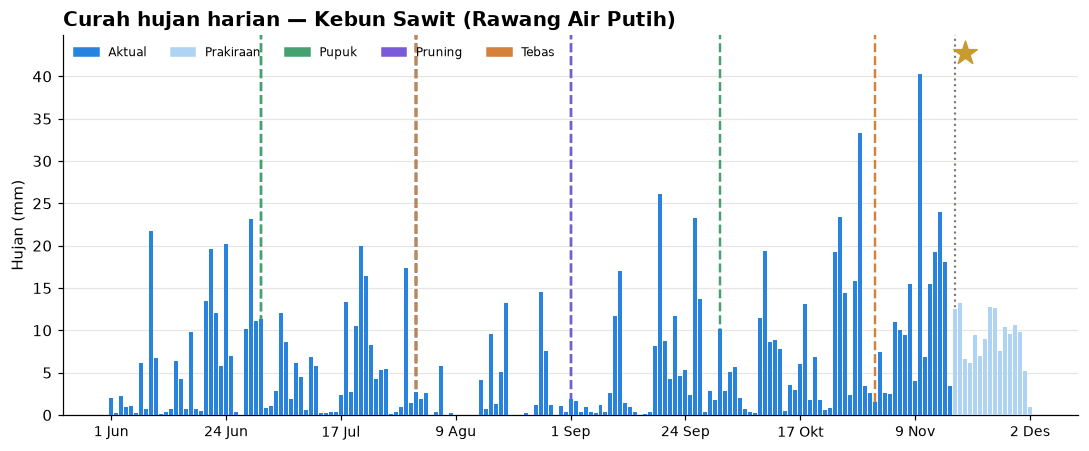 Curah hujan harian — Kebun Sawit (Rawang Air Putih)
Aktual Prakiraan Pupuk Pruning Tebas
Hujan (mm)
40
35
30
25
20
15
10
5
0
1 Jun 24 Jun 17 Jul 9 Agu 1 Sep 24 Sep 17 Okt 9 Nov 2 Des